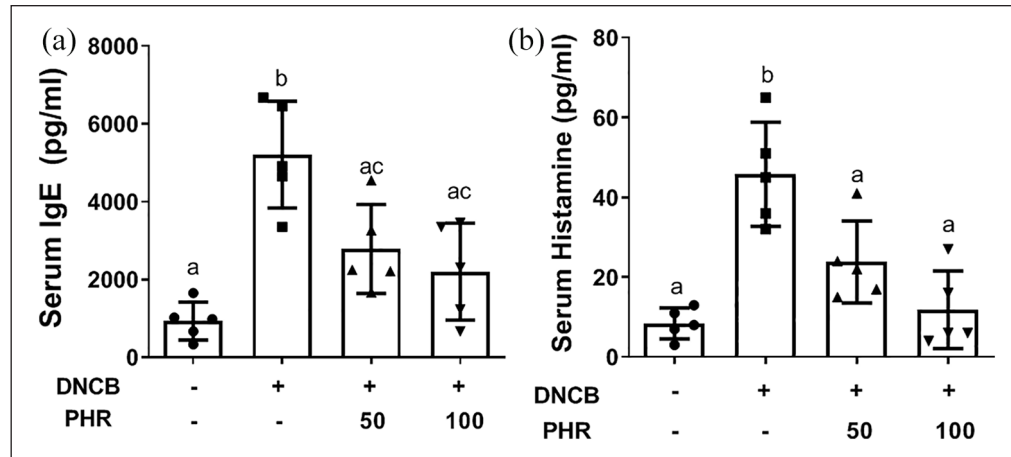 (a)
Serum IgE (pg/ml)
8000
6000
4000
2000
0
a
b
ac
ac
DNCB - + + +
PHR - - 50 100
(b)
Serum Histamine (pg/ml)
80
60
40
20
0
a
b
a
a
DNCB - + + +
PHR - - 50 100